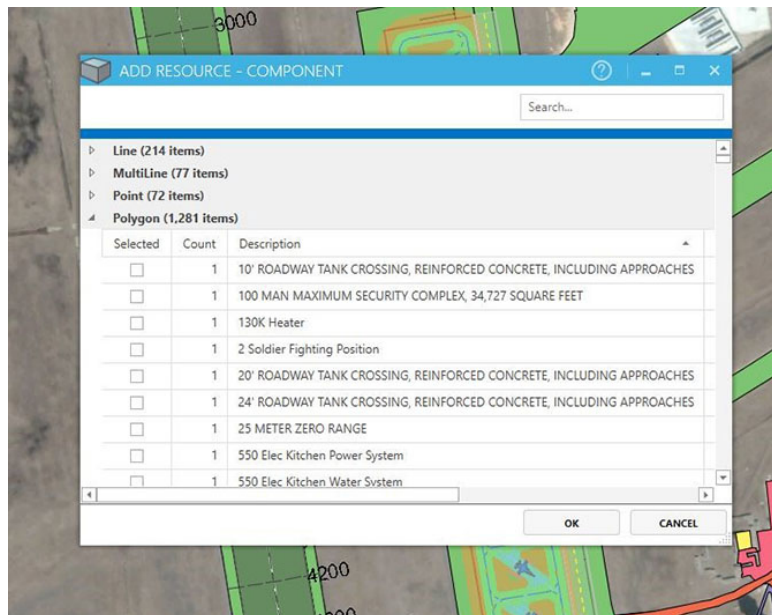 3000
ADD RESOURCE - COMPONENT
Search...
Line (214 items)
MultiLine (77 items)
Point (72 items)
Polygon (1,281 items)
Selected Count Description
1 10' ROADWAY TANK CROSSING, REINFORCED CONCRETE, INCLUDING APPROACHES
1 100 MAN MAXIMUM SECURITY COMPLEX, 34,727 SQUARE FEET
1 130K Heater
1 2 Soldier Fighting Position
1 20' ROADWAY TANK CROSSING, REINFORCED CONCRETE, INCLUDING APPROACHES
1 24' ROADWAY TANK CROSSING, REINFORCED CONCRETE, INCLUDING APPROACHES
1 25 METER ZERO RANGE
1 550 Elec Kitchen Power System
1 550 Elec Kitchen Water System
OK CANCEL
4200